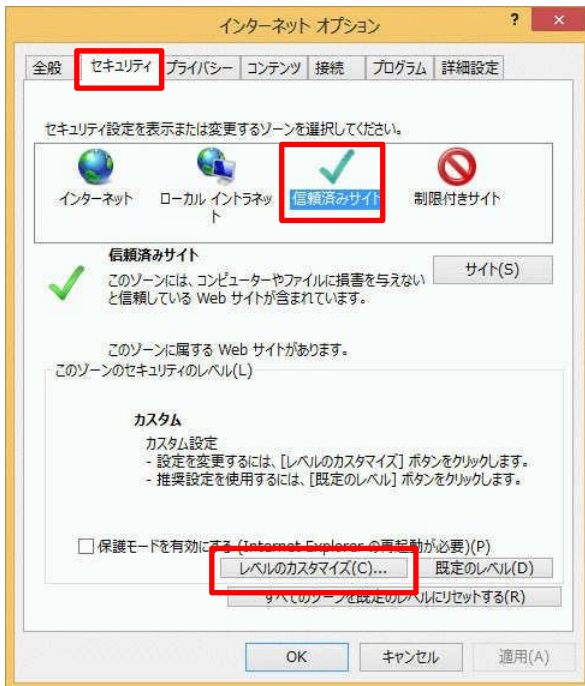 インターネット オプション
?
×
全般
セキュリティ
プライバシー
コンテンツ
接続
プログラム
詳細設定
セキュリティ設定を表示または変更するゾーンを選択してください。
インターネット
ローカル イントラネッ
ト
信頼済みサイト
制限付きサイト
信頼済みサイト
このゾーンには、コンピューターやファイルに損害を与えない
と信頼している Web サイトが含まれています。
サイト(S)
このゾーンに属する Web サイトがあります。
このゾーンのセキュリティのレベル(L)
カスタム
カスタム設定
- 設定を変更するには、[レベルのカスタマイズ] ボタンをクリックします。
- 推奨設定を使用するには、[既定のレベル] ボタンをクリックします。
保護モードを有効にする (Internet Explorer の再起動が必要)(P)
レベルのカスタマイズ(C)...
既定のレベル(D)
すべてのゾーンを既定のレベルにリセットする(R)
OK
キャンセル
適用(A)